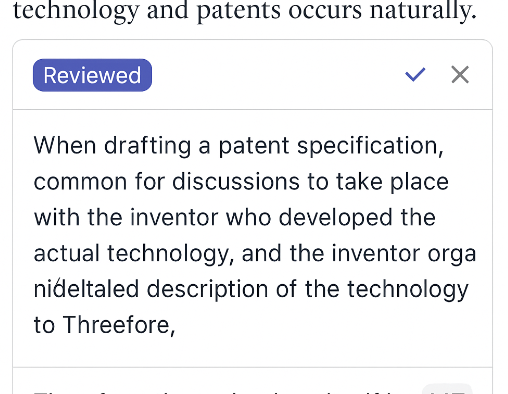 technology and patents occurs naturally.
Reviewed
When drafting a patent specification,
common for discussions to take place
with the inventor who developed the
actual technology, and the inventor orga
nideltaled description of the technology
to Threefore,